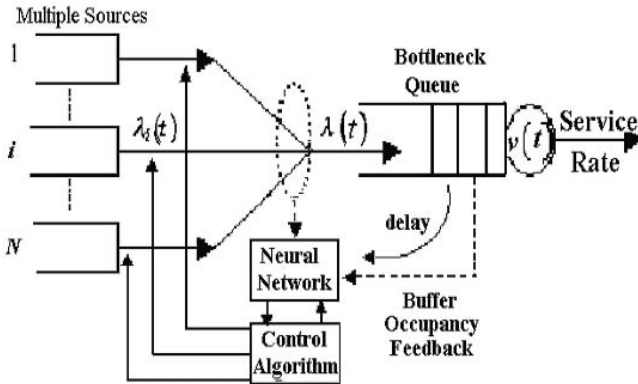 Multiple Sources
1
i
N
λi(t)
λ(t)
Bottleneck
Queue
v(t)
Service
Rate
delay
Neural
Network
Control
Algorithm
Buffer
Occupancy
Feedback